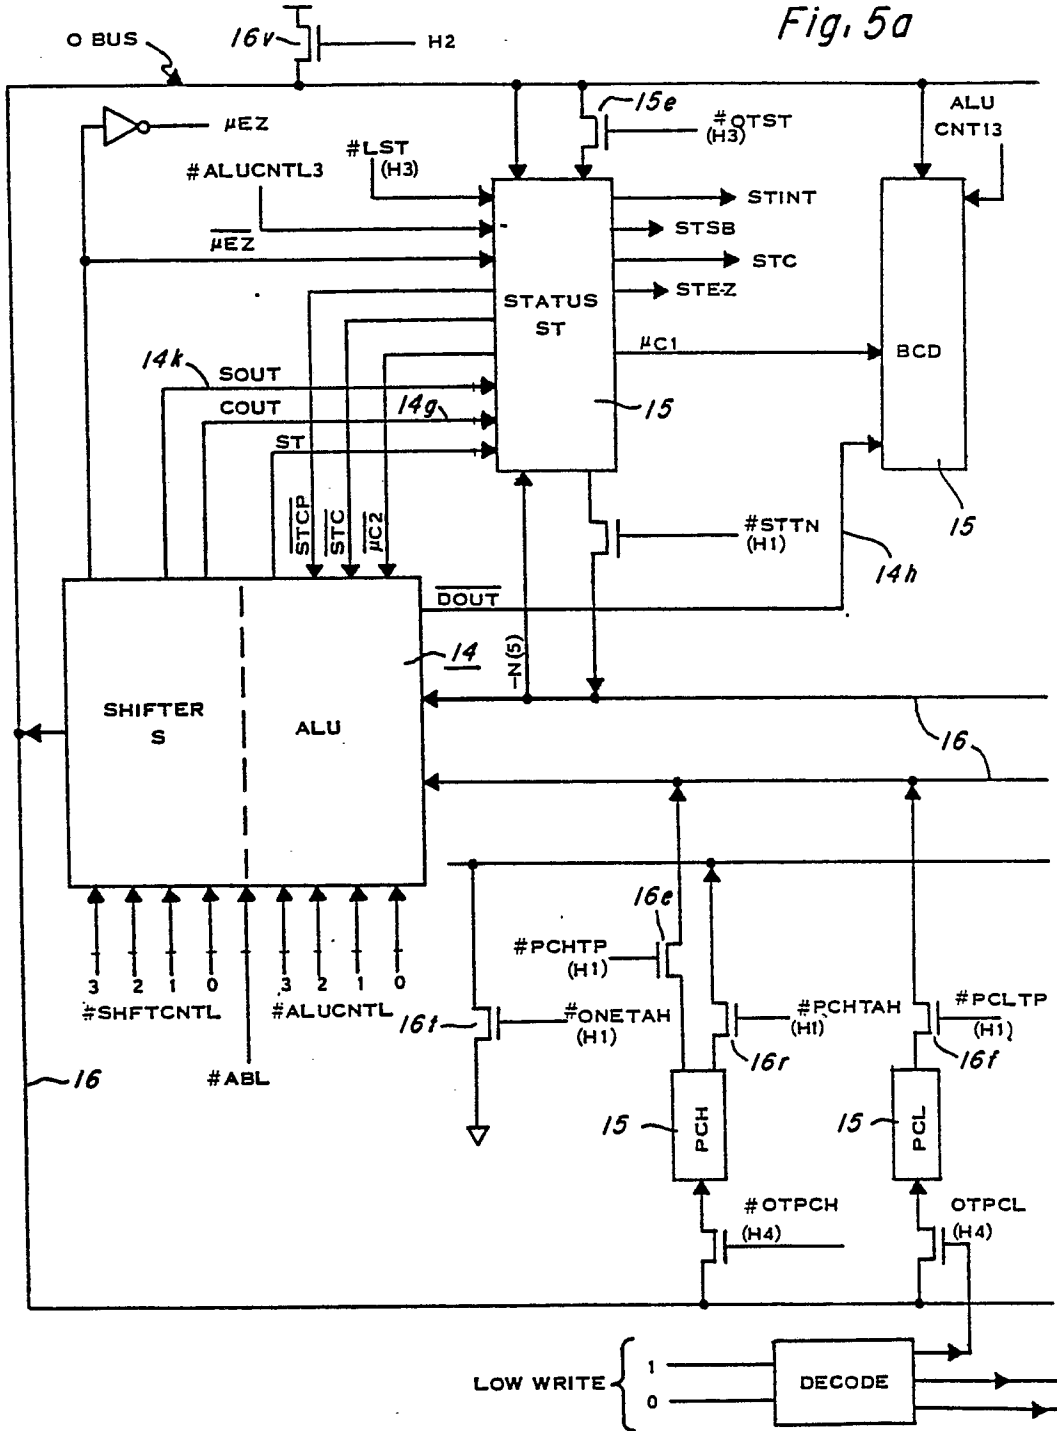 Fig. 5a
O BUS
16v
H2
μEZ
15e
#OTST
(H3)
ALU
CNT13
#LST
(H3)
#ALUCNTL3
μEZ
STINT
STSB
STC
STE-Z
STATUS
ST
μC1
BCD
14k
SOUT
COUT
14g
ST
15
15
STCP
STC
μC2
#STTN
(H1)
14h
DOUT
-N(5)
14
SHIFTER
S
ALU
16
3 2 1 0 3 2 1 0
#SHFTCNTL
#ALUCNTL
#ABL
16
16e
#PCHTP
(H1)
16t
#ONETAH
(H1)
#PCHTAH
(H1)
16r
#PCLTP
(H1)
16f
15
PCH
15
PCL
#OTPCH
(H4)
OTPCL
(H4)
LOW WRITE
1
0
DECODE